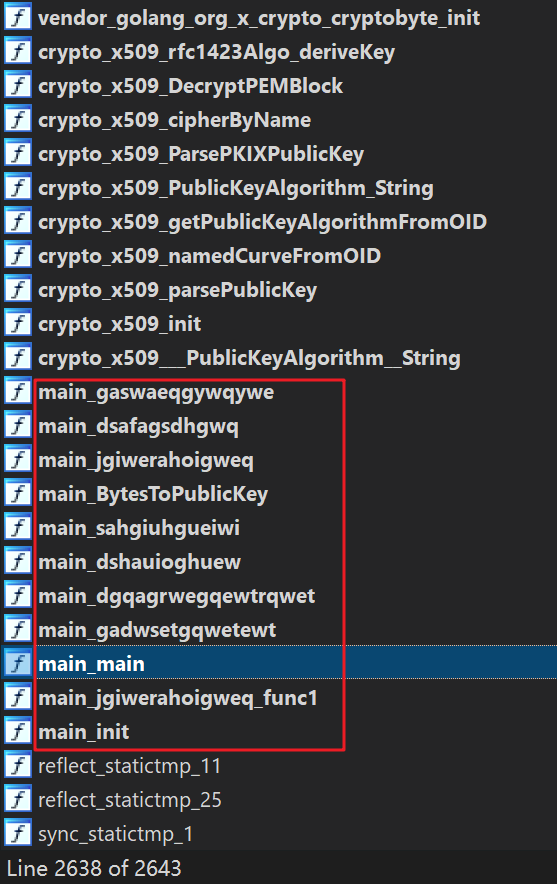 vendor_golang_org_x_crypto_cryptobyte_init
crypto_x509_rfc1423Algo_deriveKey
crypto_x509_DecryptPEMBlock
crypto_x509_cipherByName
crypto_x509_ParsePKIXPublicKey
crypto_x509_PublicKeyAlgorithm_String
crypto_x509_getPublicKeyAlgorithmFromOID
crypto_x509_namedCurveFromOID
crypto_x509_parsePublicKey
crypto_x509_init
crypto_x509___PublicKeyAlgorithm__String
main_gaswaeqgywqywe
main_dsafagsdhgwq
main_jgiwerahoigweq
main_BytesToPublicKey
main_sahgiuhgueiwi
main_dshauioghuew
main_dgqagrwegqewtrqwet
main_gadwsetgqwetewt
main_main
main_jgiwerahoigweq_func1
main_init
reflect_statictmp_11
reflect_statictmp_25
sync_statictmp_1
Line 2638 of 2643